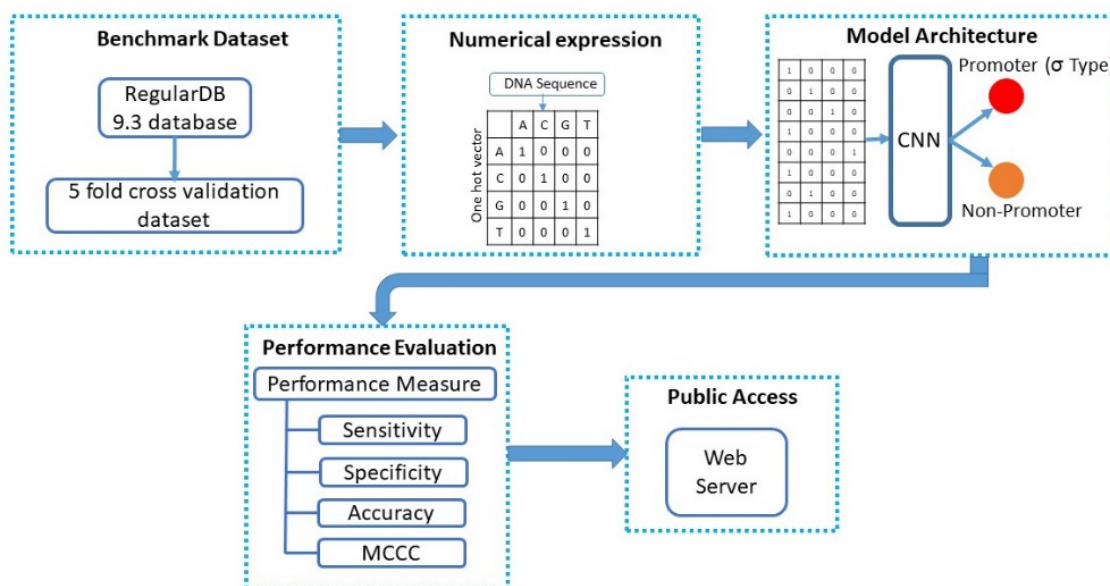 Benchmark Dataset
RegularDB
9.3 database
5 fold cross validation
dataset
Numerical expression
DNA Sequence
One hot vector
A C G T
A 1 0 0 0
C 0 1 0 0
G 0 0 1 0
T 0 0 0 1
Model Architecture
1 0 0 0
0 1 0 0
0 0 1 0
1 0 0 0
0 0 0 1
1 0 0 0
0 1 0 0
1 0 0 0
CNN
Promoter (σ Type)
Non-Promoter
Performance Evaluation
Performance Measure
Sensitivity
Specificity
Accuracy
MCCC
Public Access
Web
Server